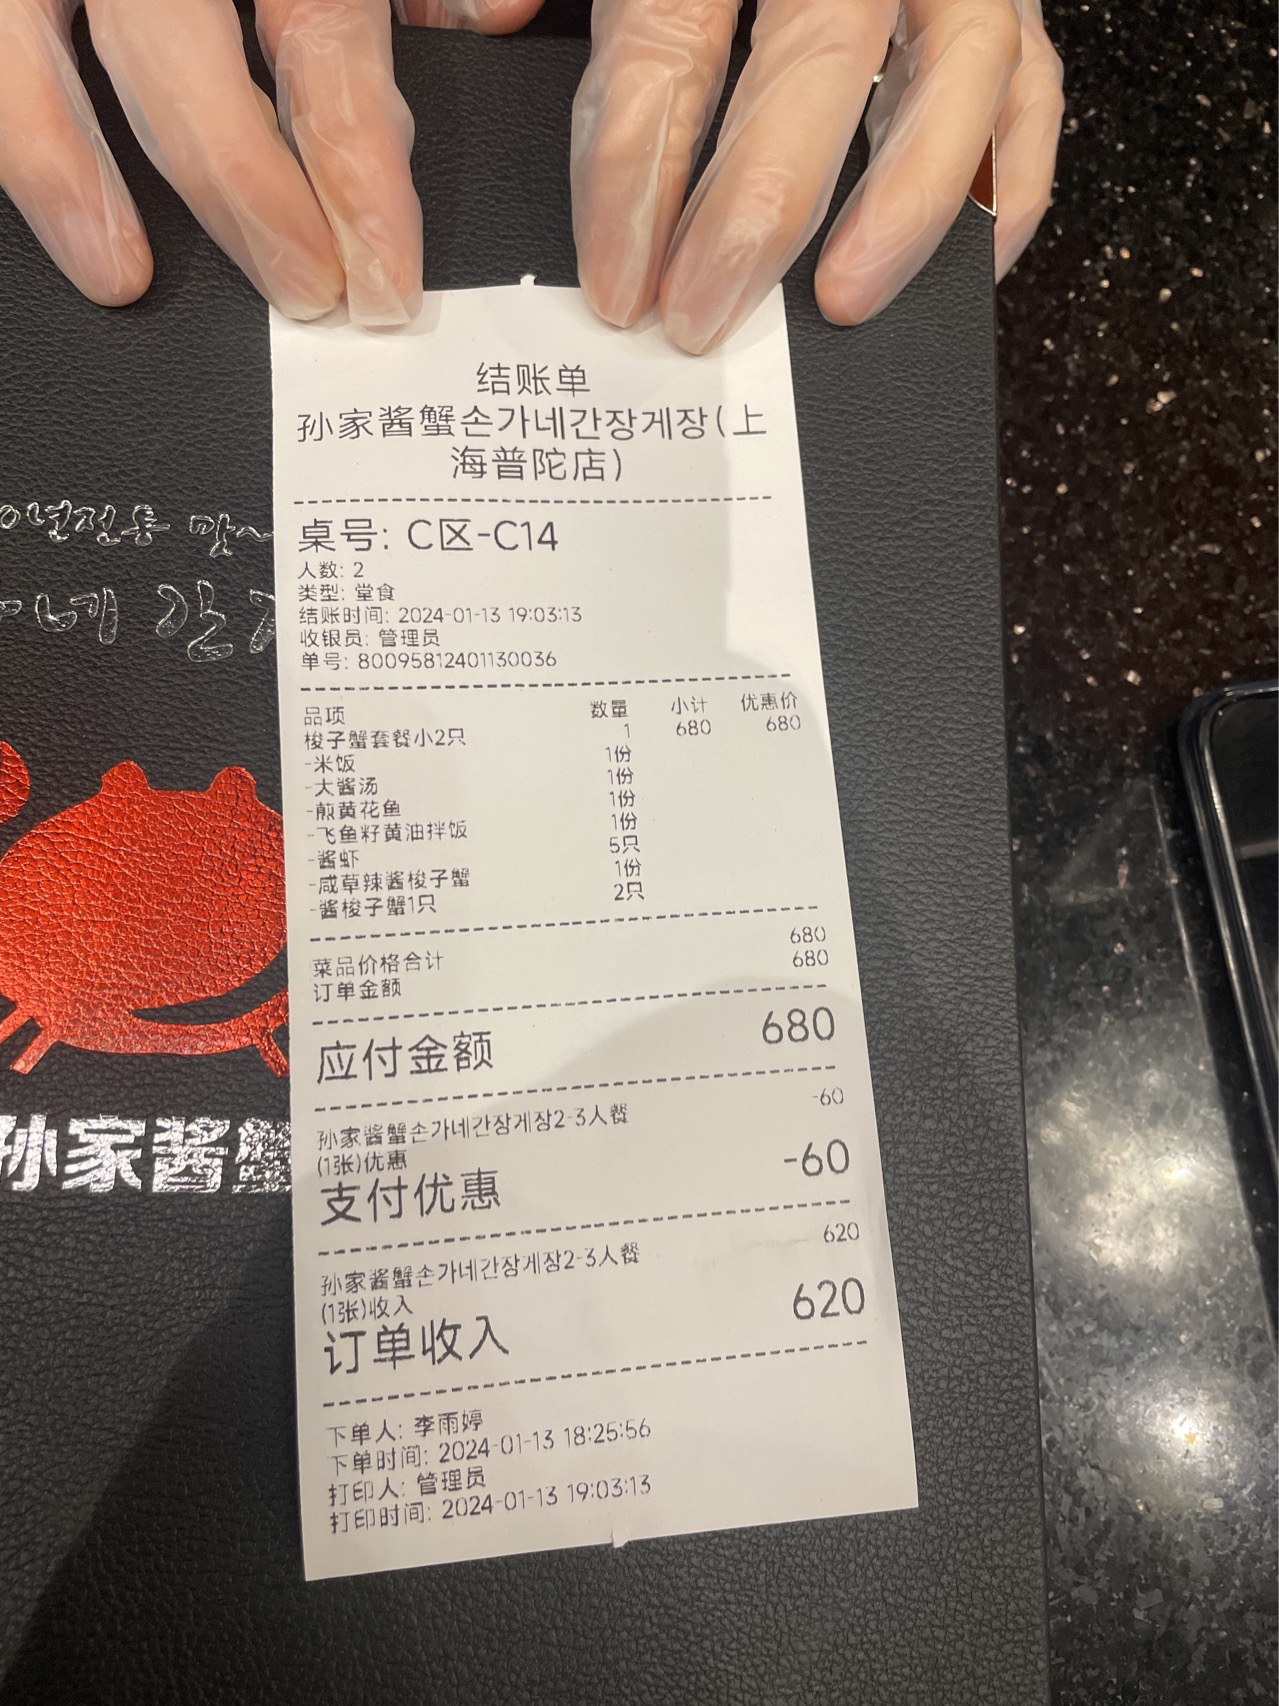 结账单
孙家酱蟹손가네간장게장(上
海普陀店)
桌号: C区-C14
人数: 2
类型: 堂食
结账时间: 2024-01-13 19:03:13
收银员: 管理员
单号: 80095812401130036
品项 数量 小计 优惠价
梭子蟹套餐小2只 1 680 680
-米饭 1份
-大酱汤 1份
-煎黄花鱼 1份
-飞鱼籽黄油拌饭 1份
-酱虾 5只
-咸草辣酱梭子蟹 1份
-酱梭子蟹1只 2只
菜品价格合计 680
订单金额 680
应付金额 680
孙家酱蟹손가네간장게장2-3人餐 -60
(1张)优惠
支付优惠 -60
孙家酱蟹손가네간장게장2-3人餐 620
(1张)收入
订单收入 620
下单人: 李雨婷
下单时间: 2024-01-13 18:25:56
打印人: 管理员
打印时间: 2024-01-13 19:03:13
년전통 맛
네 간
孙家酱蟹